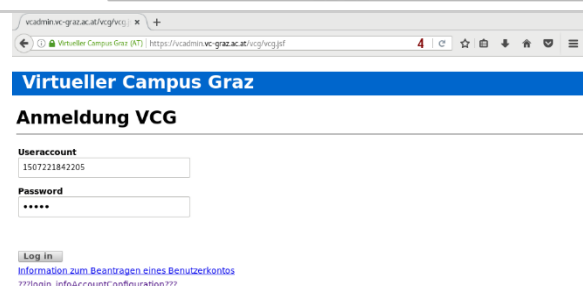 vcadmin.vc-graz.ac.at/vcg/vcg.j
Virtueller Campus Graz (AT) https://vcadmin.vc-graz.ac.at/vcg/vcg.jsf 4
Virtueller Campus Graz
Anmeldung VCG
Useraccount
1507221842205
Password
•••••
Log in
Information zum Beantragen eines Benutzerkontos
???login_infoAccountConfiguration???